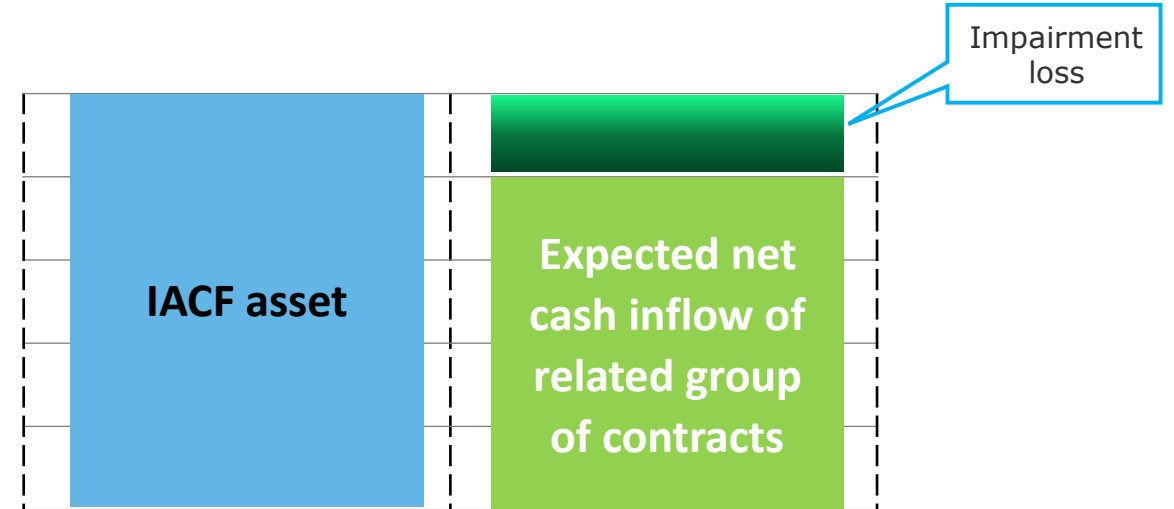 Impairment
loss
IACF asset
Expected net
cash inflow of
related group
of contracts